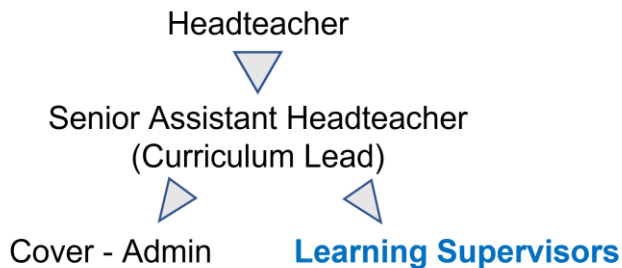 Headteacher
Senior Assistant Headteacher
(Curriculum Lead)
Cover - Admin
Learning Supervisors